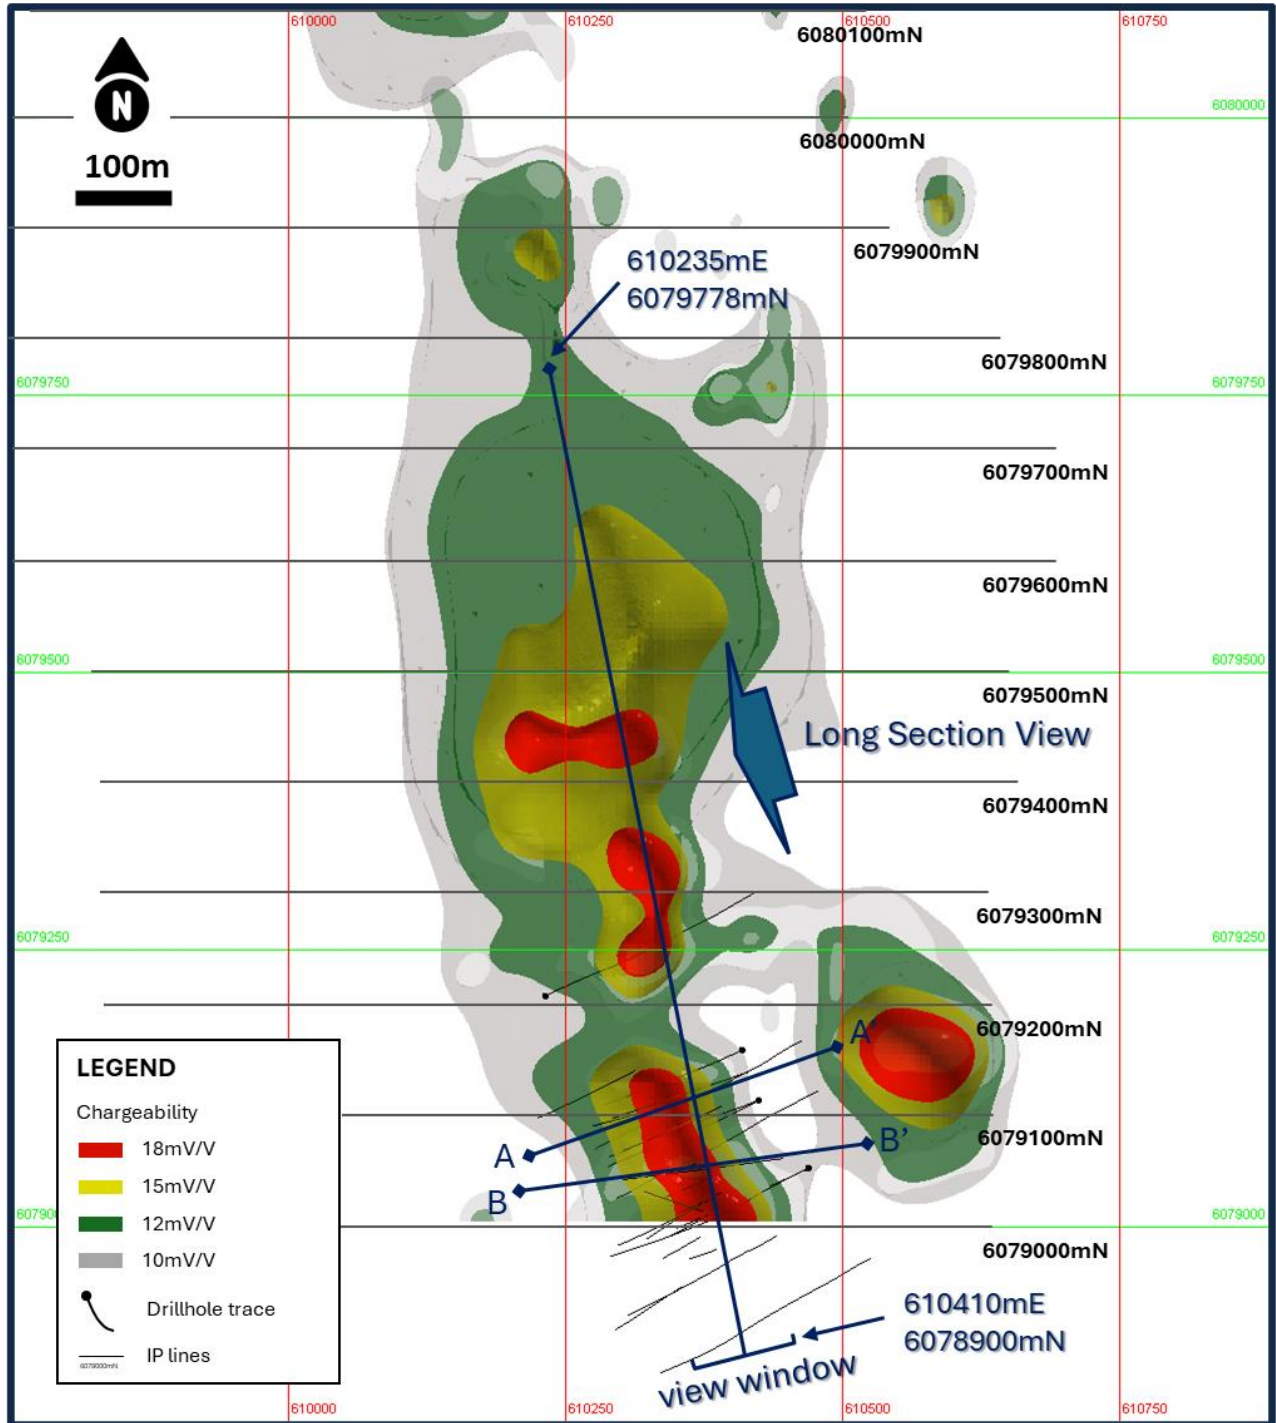 610000
610250
610500
610750
6080100mN
N
100m
6080000
6080000mN
6079900mN
610235mE
6079778mN
6079800mN
6079750
6079750
6079700mN
6079600mN
6079500
6079500
6079500mN
Long Section View
6079400mN
6079300mN
6079250
6079250
6079200mN
A'
A
6079100mN
B'
B
LEGEND
Chargeability
18mV/V
15mV/V
12mV/V
10mV/V
Drillhole trace
6079000mN
IP lines
60790
6079000
6079000mN
610410mE
6078900mN
view window
610000
610250
610500
610750